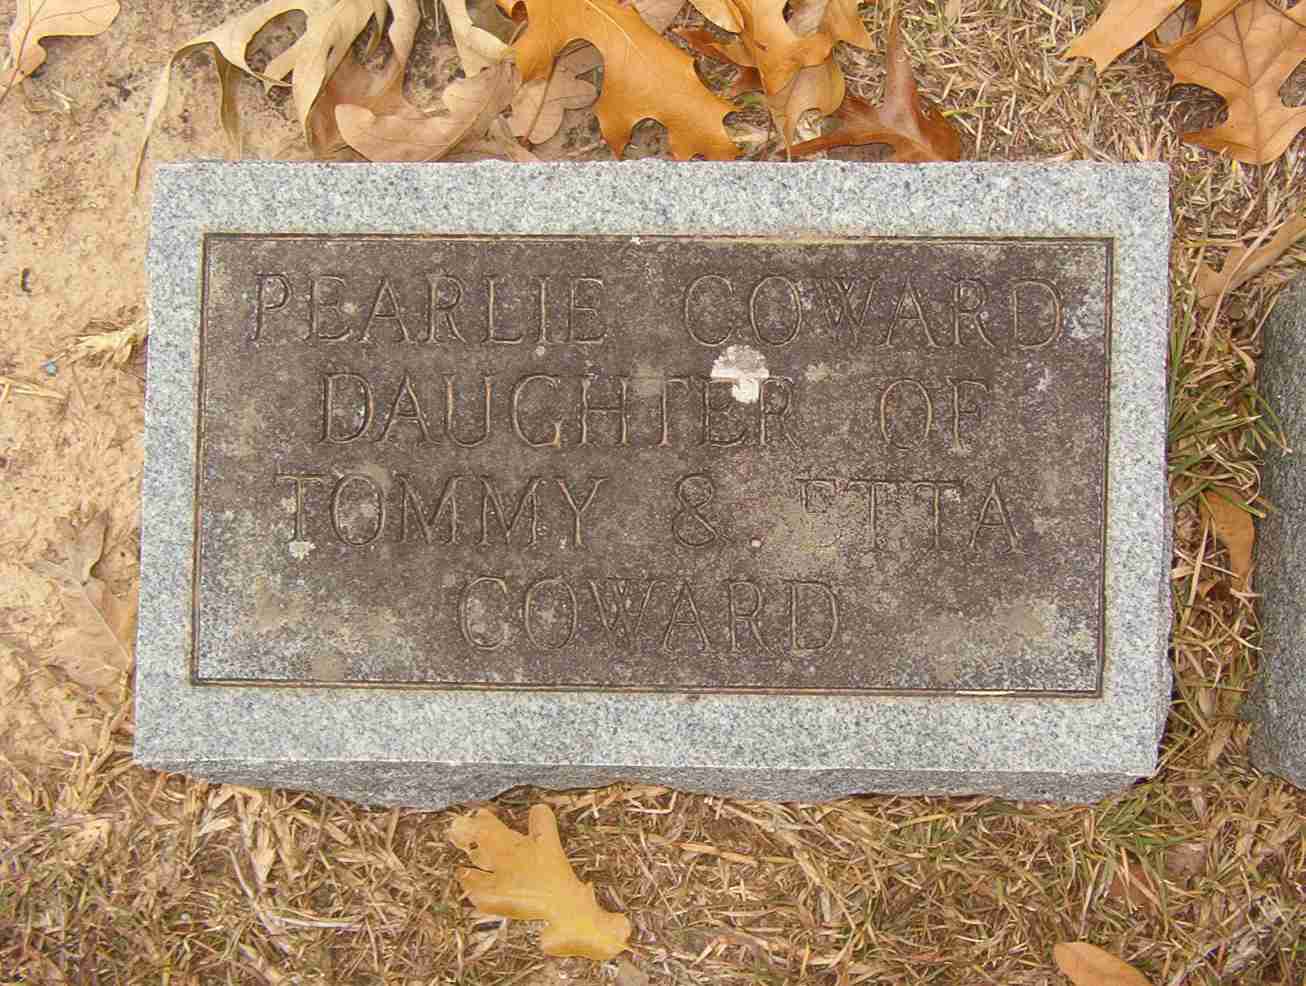 PEARLIE COWARD
DAUGHTER OF
TOMMY & ETTA
COWARD